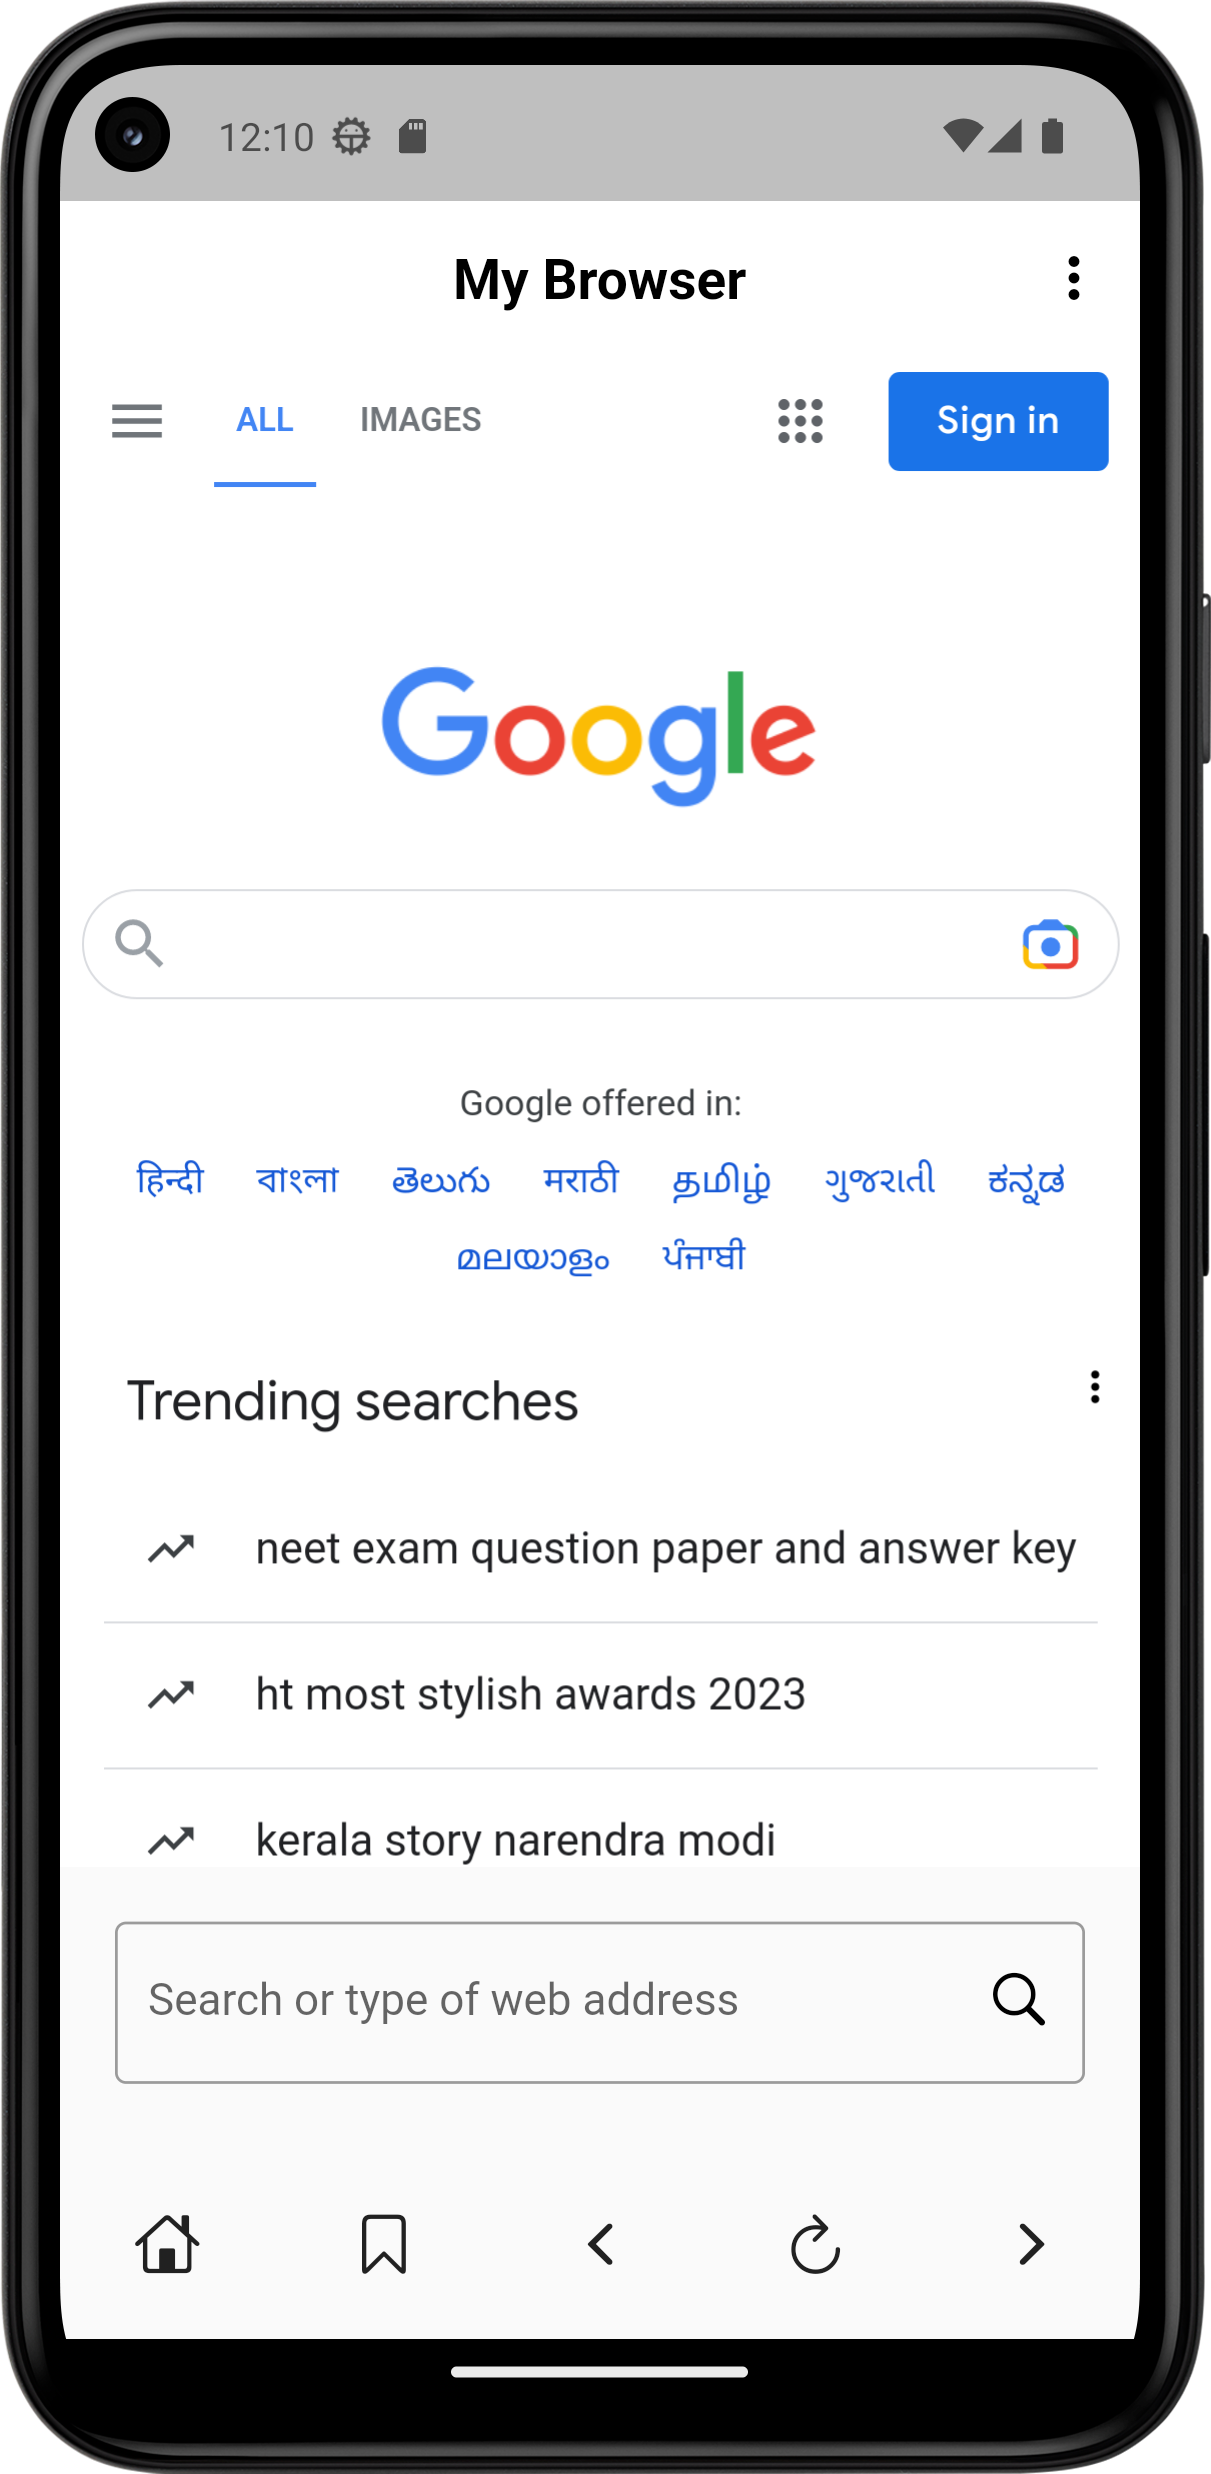 12:10
My Browser
ALL IMAGES Sign in
Google
Google offered in:
हिन्दी বাংলা తెలుగు मराठी தமிழ் ગુજરાતી ಕನ್ನಡ
മലയാളം ਪੰਜਾਬੀ
Trending searches
neet exam question paper and answer key
ht most stylish awards 2023
kerala story narendra modi
Search or type of web address